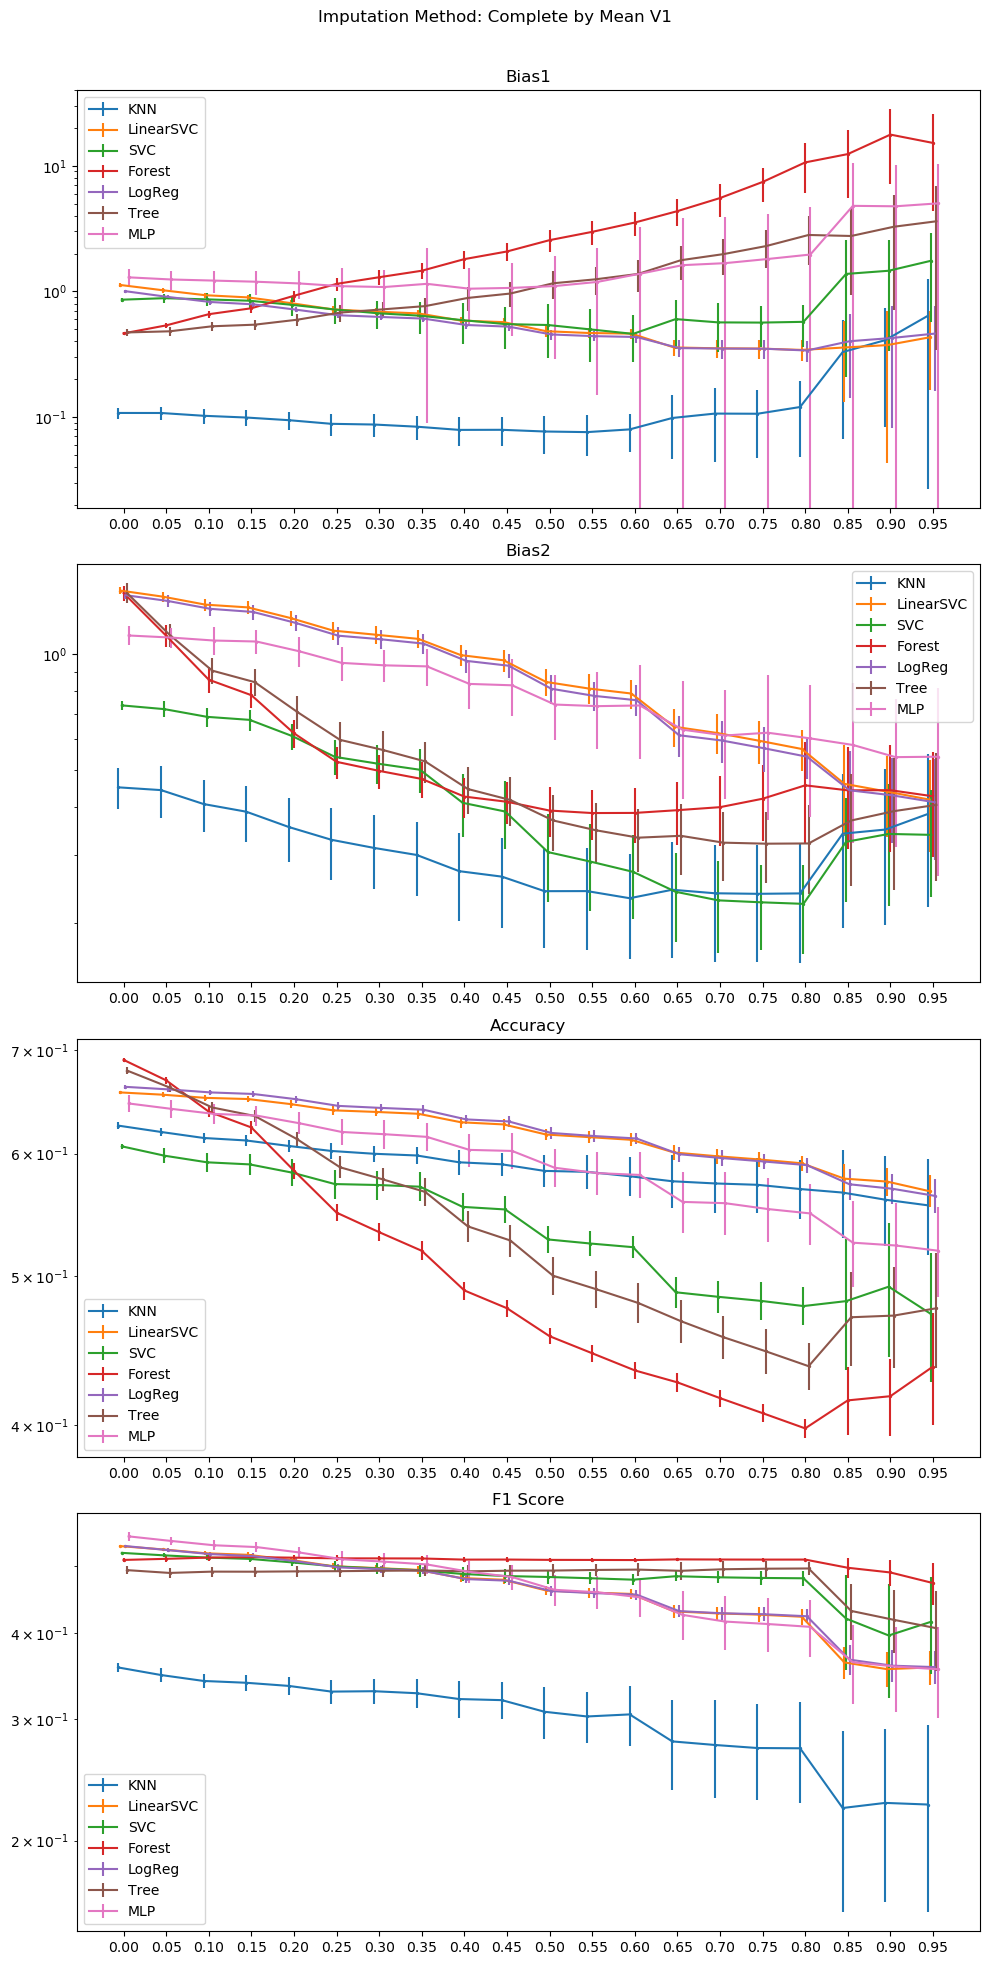 Imputation Method: Complete by Mean V1
Bias1
KNN
LinearSVC
SVC
Forest
LogReg
Tree
MLP
10¹
10⁰
10⁻¹
0.00 0.05 0.10 0.15 0.20 0.25 0.30 0.35 0.40 0.45 0.50 0.55 0.60 0.65 0.70 0.75 0.80 0.85 0.90 0.95
Bias2
KNN
LinearSVC
SVC
Forest
LogReg
Tree
MLP
10⁰
0.00 0.05 0.10 0.15 0.20 0.25 0.30 0.35 0.40 0.45 0.50 0.55 0.60 0.65 0.70 0.75 0.80 0.85 0.90 0.95
Accuracy
7 × 10⁻¹
6 × 10⁻¹
5 × 10⁻¹
4 × 10⁻¹
KNN
LinearSVC
SVC
Forest
LogReg
Tree
MLP
0.00 0.05 0.10 0.15 0.20 0.25 0.30 0.35 0.40 0.45 0.50 0.55 0.60 0.65 0.70 0.75 0.80 0.85 0.90 0.95
F1 Score
4 × 10⁻¹
3 × 10⁻¹
2 × 10⁻¹
KNN
LinearSVC
SVC
Forest
LogReg
Tree
MLP
0.00 0.05 0.10 0.15 0.20 0.25 0.30 0.35 0.40 0.45 0.50 0.55 0.60 0.65 0.70 0.75 0.80 0.85 0.90 0.95